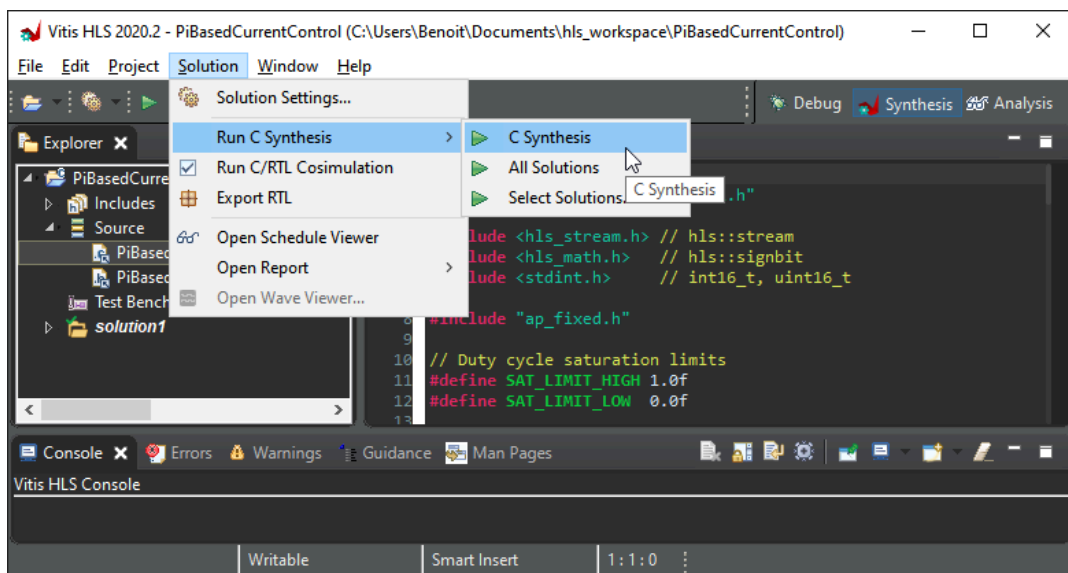 Vitis HLS 2020.2 - PiBasedCurrentControl (C:\Users\Benoit\Documents\hls_workspace\PiBasedCurrentControl)
File Edit Project Solution Window Help
Solution Settings...
Debug Synthesis Analysis
Explorer
Run C Synthesis
C Synthesis
PiBasedCurre
Run C/RTL Cosimulation
All Solutions
C Synthesis
.h"
Includes
Export RTL
Select Solutions.
Source
Open Schedule Viewer
lude <hls_stream.h> // hls::stream
PiBasec
Open Report
lude <hls_math.h> // hls::signbit
PiBasec
lude <stdint.h> // int16_t, uint16_t
Test Bench
Open Wave Viewer...
solution1
8 #include "ap_fixed.h"
9
10 // Duty cycle saturation limits
11 #define SAT_LIMIT_HIGH 1.0f
12 #define SAT_LIMIT_LOW 0.0f
13
Console Errors Warnings Guidance Man Pages
Vitis HLS Console
Writable Smart Insert 1:1:0